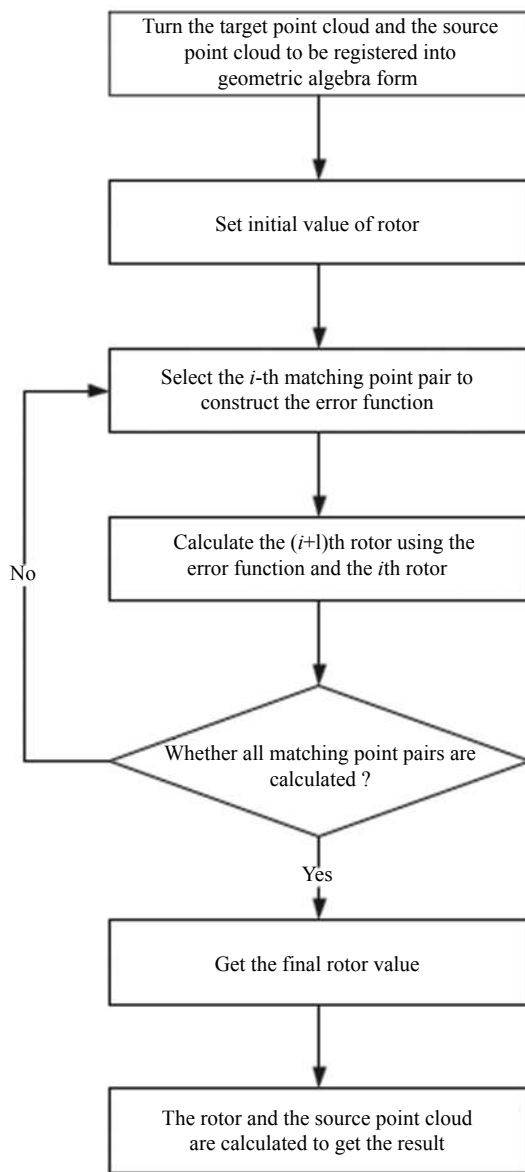 Turn the target point cloud and the source
point cloud to be registered into
geometric algebra form
Set initial value of rotor
Select the i-th matching point pair to
construct the error function
Calculate the (i+l)th rotor using the
error function and the ith rotor
No
Whether all matching point pairs are
calculated ?
Yes
Get the final rotor value
The rotor and the source point cloud
are calculated to get the result